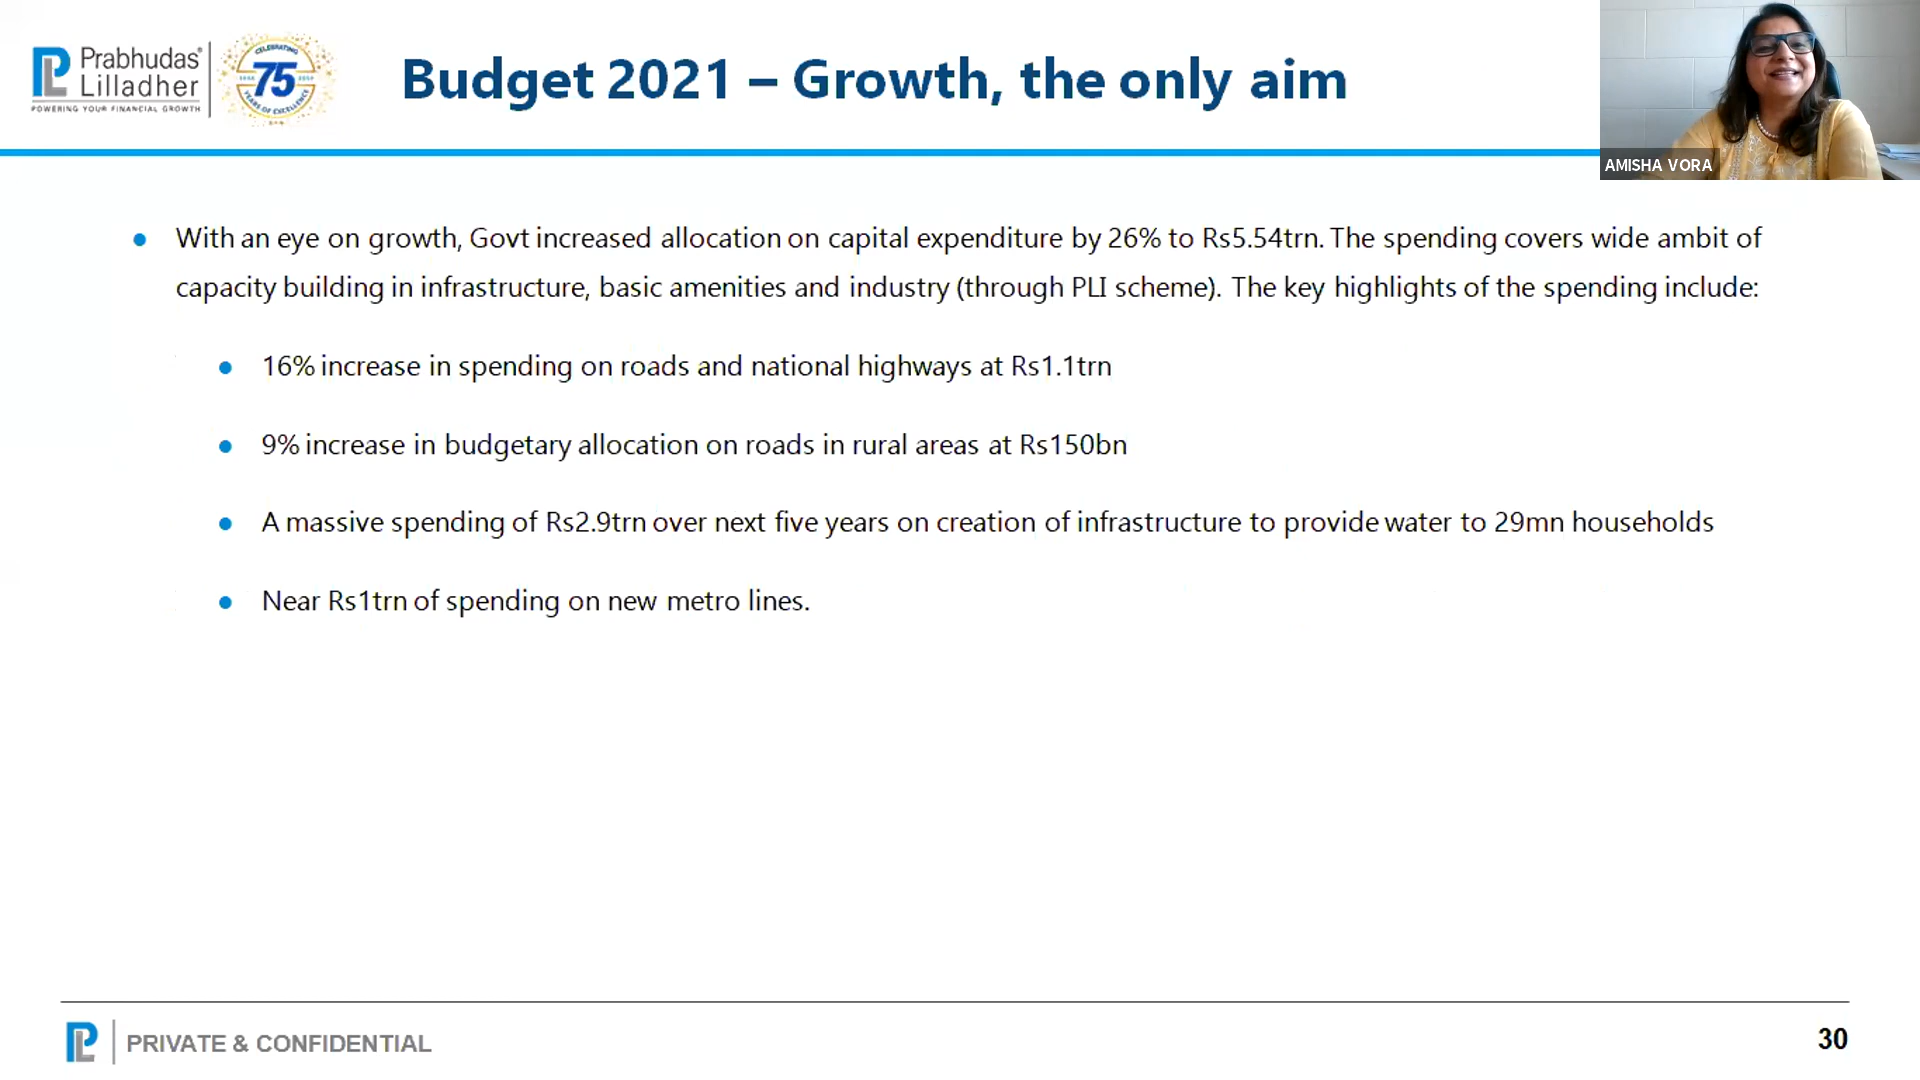 Prabhudas
Lilladher
POWERING YOUR FINANCIAL GROWTH
CELEBRATING
75
YEARS OF EXCELLENCE
Budget 2021 – Growth, the only aim
AMISHA VORA
With an eye on growth, Govt increased allocation on capital expenditure by 26% to Rs5.54trn. The spending covers wide ambit of
capacity building in infrastructure, basic amenities and industry (through PLI scheme). The key highlights of the spending include:
16% increase in spending on roads and national highways at Rs1.1trn
9% increase in budgetary allocation on roads in rural areas at Rs150bn
A massive spending of Rs2.9trn over next five years on creation of infrastructure to provide water to 29mn households
Near Rs1trn of spending on new metro lines.
PRIVATE & CONFIDENTIAL
30